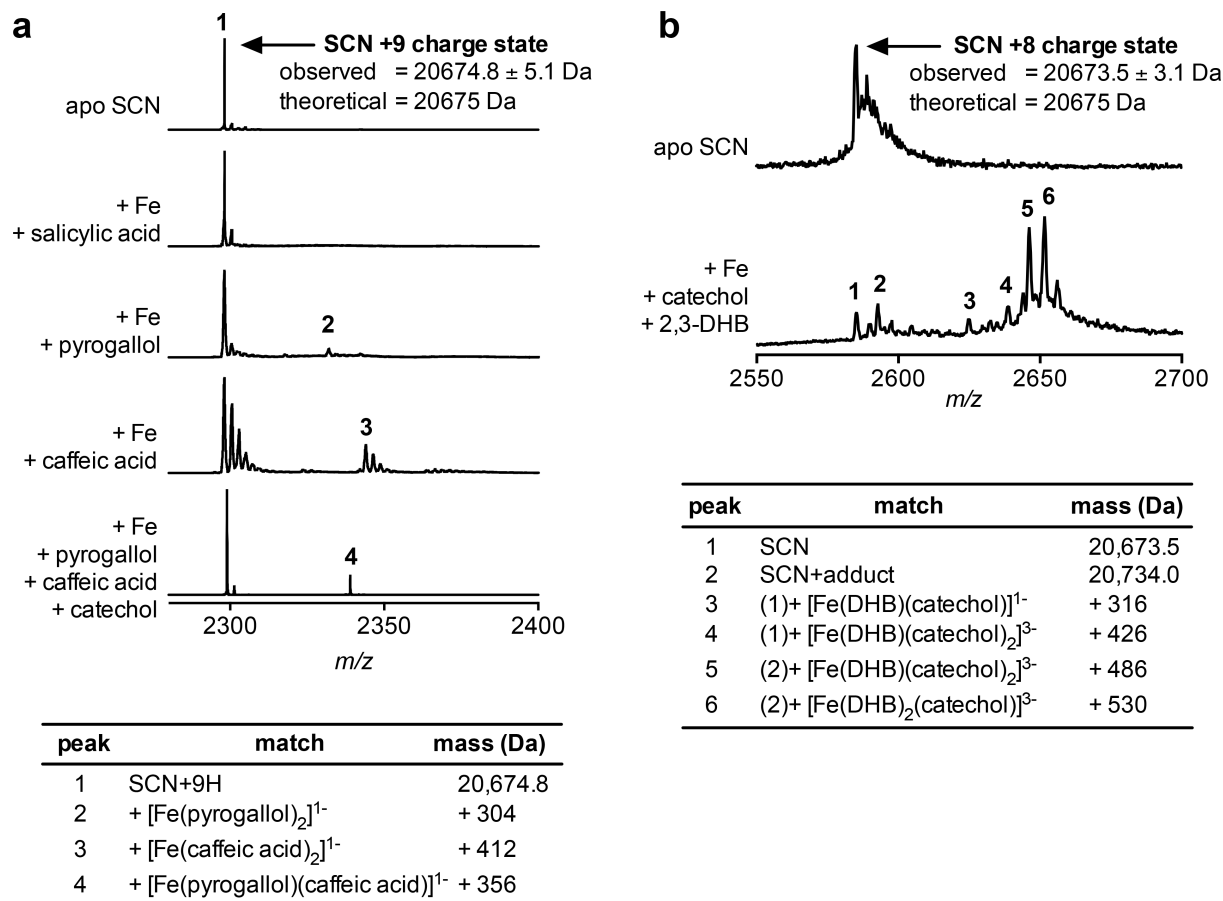 a
1
SCN +9 charge state
observed = 20674.8 ± 5.1 Da
theoretical = 20675 Da
apo SCN
+ Fe
+ salicylic acid
+ Fe
+ pyrogallol
2
+ Fe
+ caffeic acid
3
+ Fe
+ pyrogallol
+ caffeic acid
+ catechol
4
2300 2350 2400
m/z
peak match mass (Da)
1 SCN+9H 20,674.8
2 + [Fe(pyrogallol)2]1- + 304
3 + [Fe(caffeic acid)2]1- + 412
4 + [Fe(pyrogallol)(caffeic acid)]1- + 356
b
SCN +8 charge state
observed = 20673.5 ± 3.1 Da
theoretical = 20675 Da
apo SCN
+ Fe
+ catechol
+ 2,3-DHB
1 2 3 4 5 6
2550 2600 2650 2700
m/z
peak match mass (Da)
1 SCN 20,673.5
2 SCN+adduct 20,734.0
3 (1)+ [Fe(DHB)(catechol)]1- + 316
4 (1)+ [Fe(DHB)(catechol)2]3- + 426
5 (2)+ [Fe(DHB)(catechol)2]3- + 486
6 (2)+ [Fe(DHB)2(catechol)]3- + 530